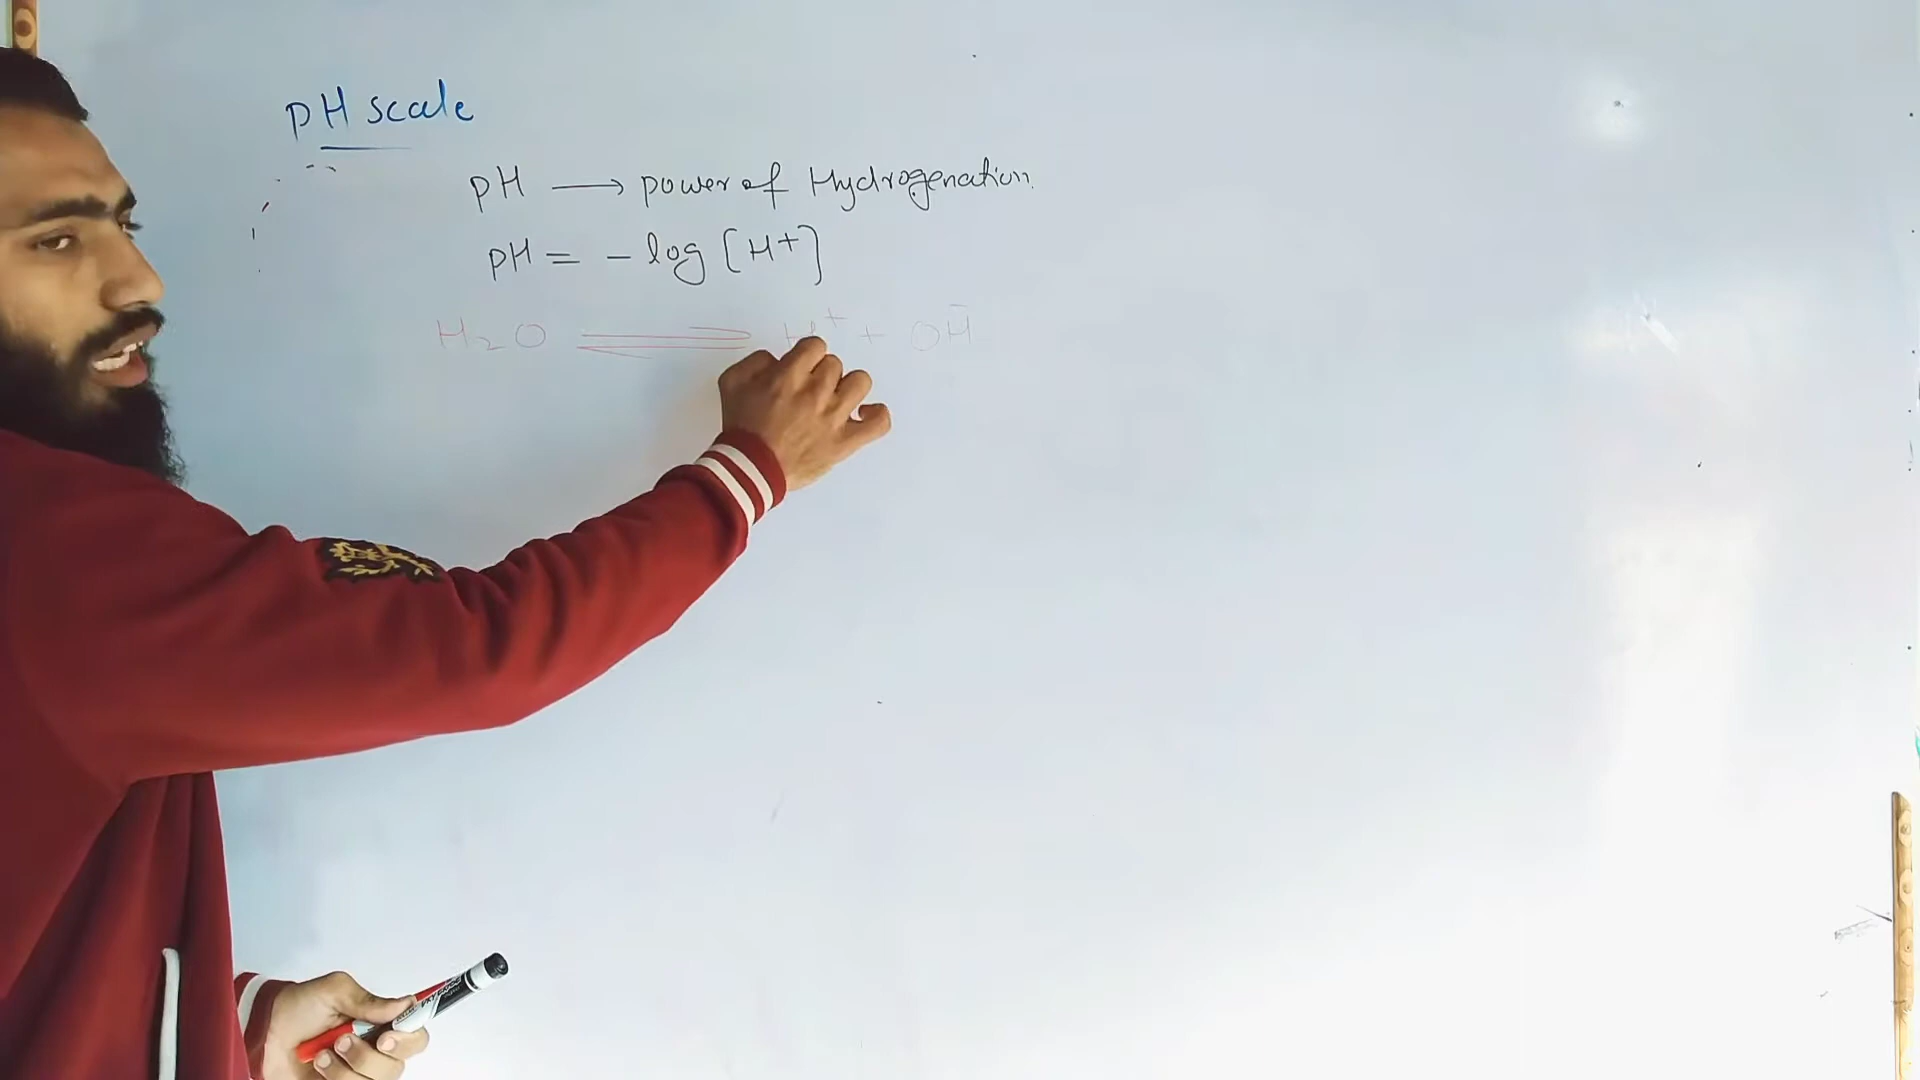 pH scale
pH ⟶ power of Hydrogenation.
pH = - log [H+]
H₂O ⇌ H⁺ + OH⁻